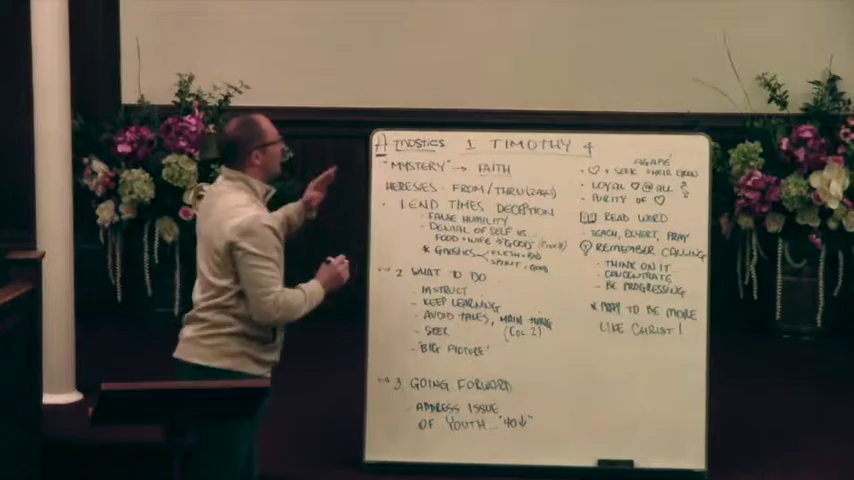 1 TIMOTHY 4
"MYSTERY" → FAITH
HERESES - FROM/THRU
1 END TIMES DECEPTION
- FALSE HUMILITY
- DENIAL OF SELF VS.
FOOD + WIFE → "GOOD"
* GNOSTICS - FLESH = BAD
SPIRIT = GOOD
2 WHAT TO DO
- INSTRUCT
- KEEP LEARNING
- AVOID TALES, MAIN THING
- SEEK (COL 2)
- "BIG PICTURE"
3 GOING FORWARD
- ADDRESS ISSUE
OF YOUTH... "40↓"
AGAPE
- ♡ + SEEK THEIR GOOD
- LOYAL ♡ @ ALL
- PURITY OF ♡
READ WORD
- TEACH, EXHORT, PRAY
REMEMBER CALLING
- THINK ON IT
- CONCENTRATE
- BE PROGRESSING
* PRAY TO BE MORE
LIKE CHRIST!